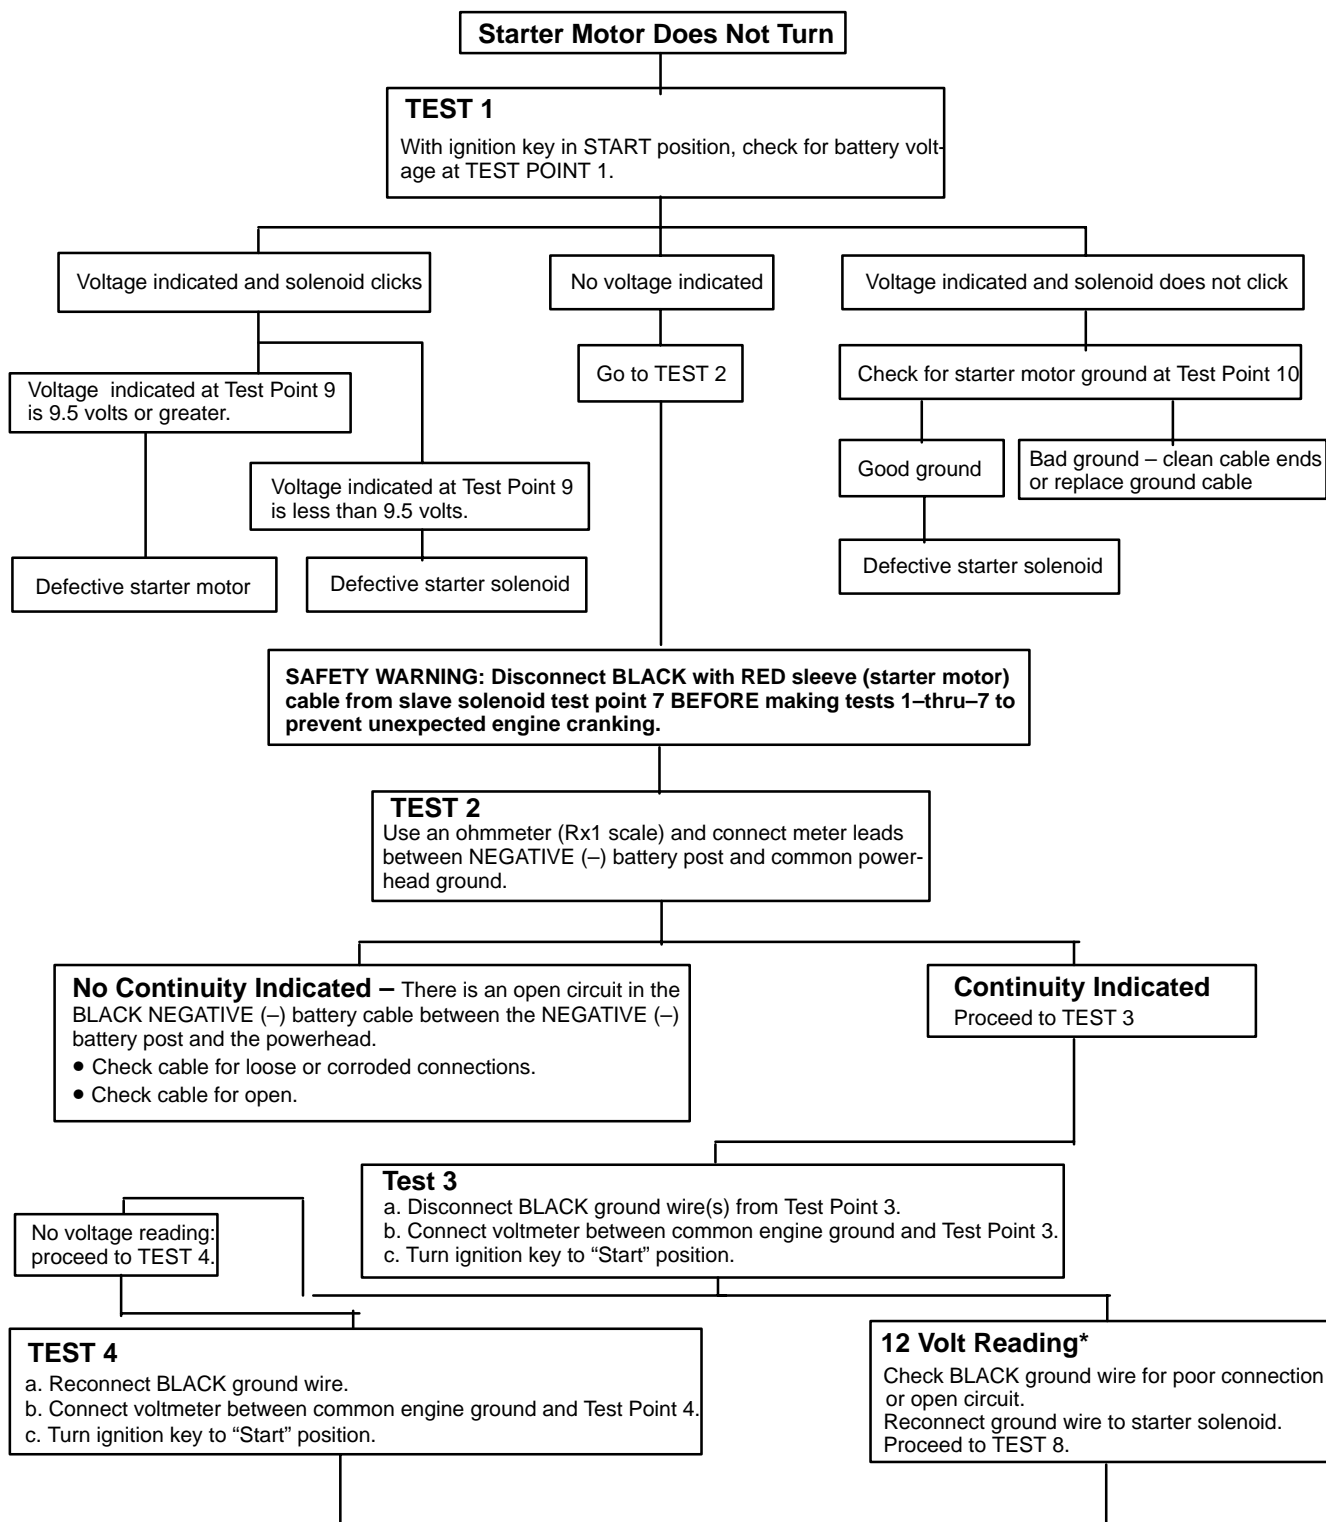 Starter Motor Does Not Turn
TEST 1
With ignition key in START position, check for battery volt-
age at TEST POINT 1.
Voltage indicated and solenoid clicks
No voltage indicated
Voltage indicated and solenoid does not click
Voltage indicated at Test Point 9
is 9.5 volts or greater.
Go to TEST 2
Check for starter motor ground at Test Point 10
Voltage indicated at Test Point 9
is less than 9.5 volts.
Good ground
Bad ground – clean cable ends
or replace ground cable
Defective starter motor
Defective starter solenoid
Defective starter solenoid
SAFETY WARNING: Disconnect BLACK with RED sleeve (starter motor)
cable from slave solenoid test point 7 BEFORE making tests 1–thru–7 to
prevent unexpected engine cranking.
TEST 2
Use an ohmmeter (Rx1 scale) and connect meter leads
between NEGATIVE (–) battery post and common power-
head ground.
No Continuity Indicated – There is an open circuit in the
BLACK NEGATIVE (–) battery cable between the NEGATIVE (–)
battery post and the powerhead.
• Check cable for loose or corroded connections.
• Check cable for open.
Continuity Indicated
Proceed to TEST 3
Test 3
a. Disconnect BLACK ground wire(s) from Test Point 3.
b. Connect voltmeter between common engine ground and Test Point 3.
c. Turn ignition key to “Start” position.
No voltage reading:
proceed to TEST 4.
TEST 4
a. Reconnect BLACK ground wire.
b. Connect voltmeter between common engine ground and Test Point 4.
c. Turn ignition key to “Start” position.
12 Volt Reading*
Check BLACK ground wire for poor connection
or open circuit.
Reconnect ground wire to starter solenoid.
Proceed to TEST 8.